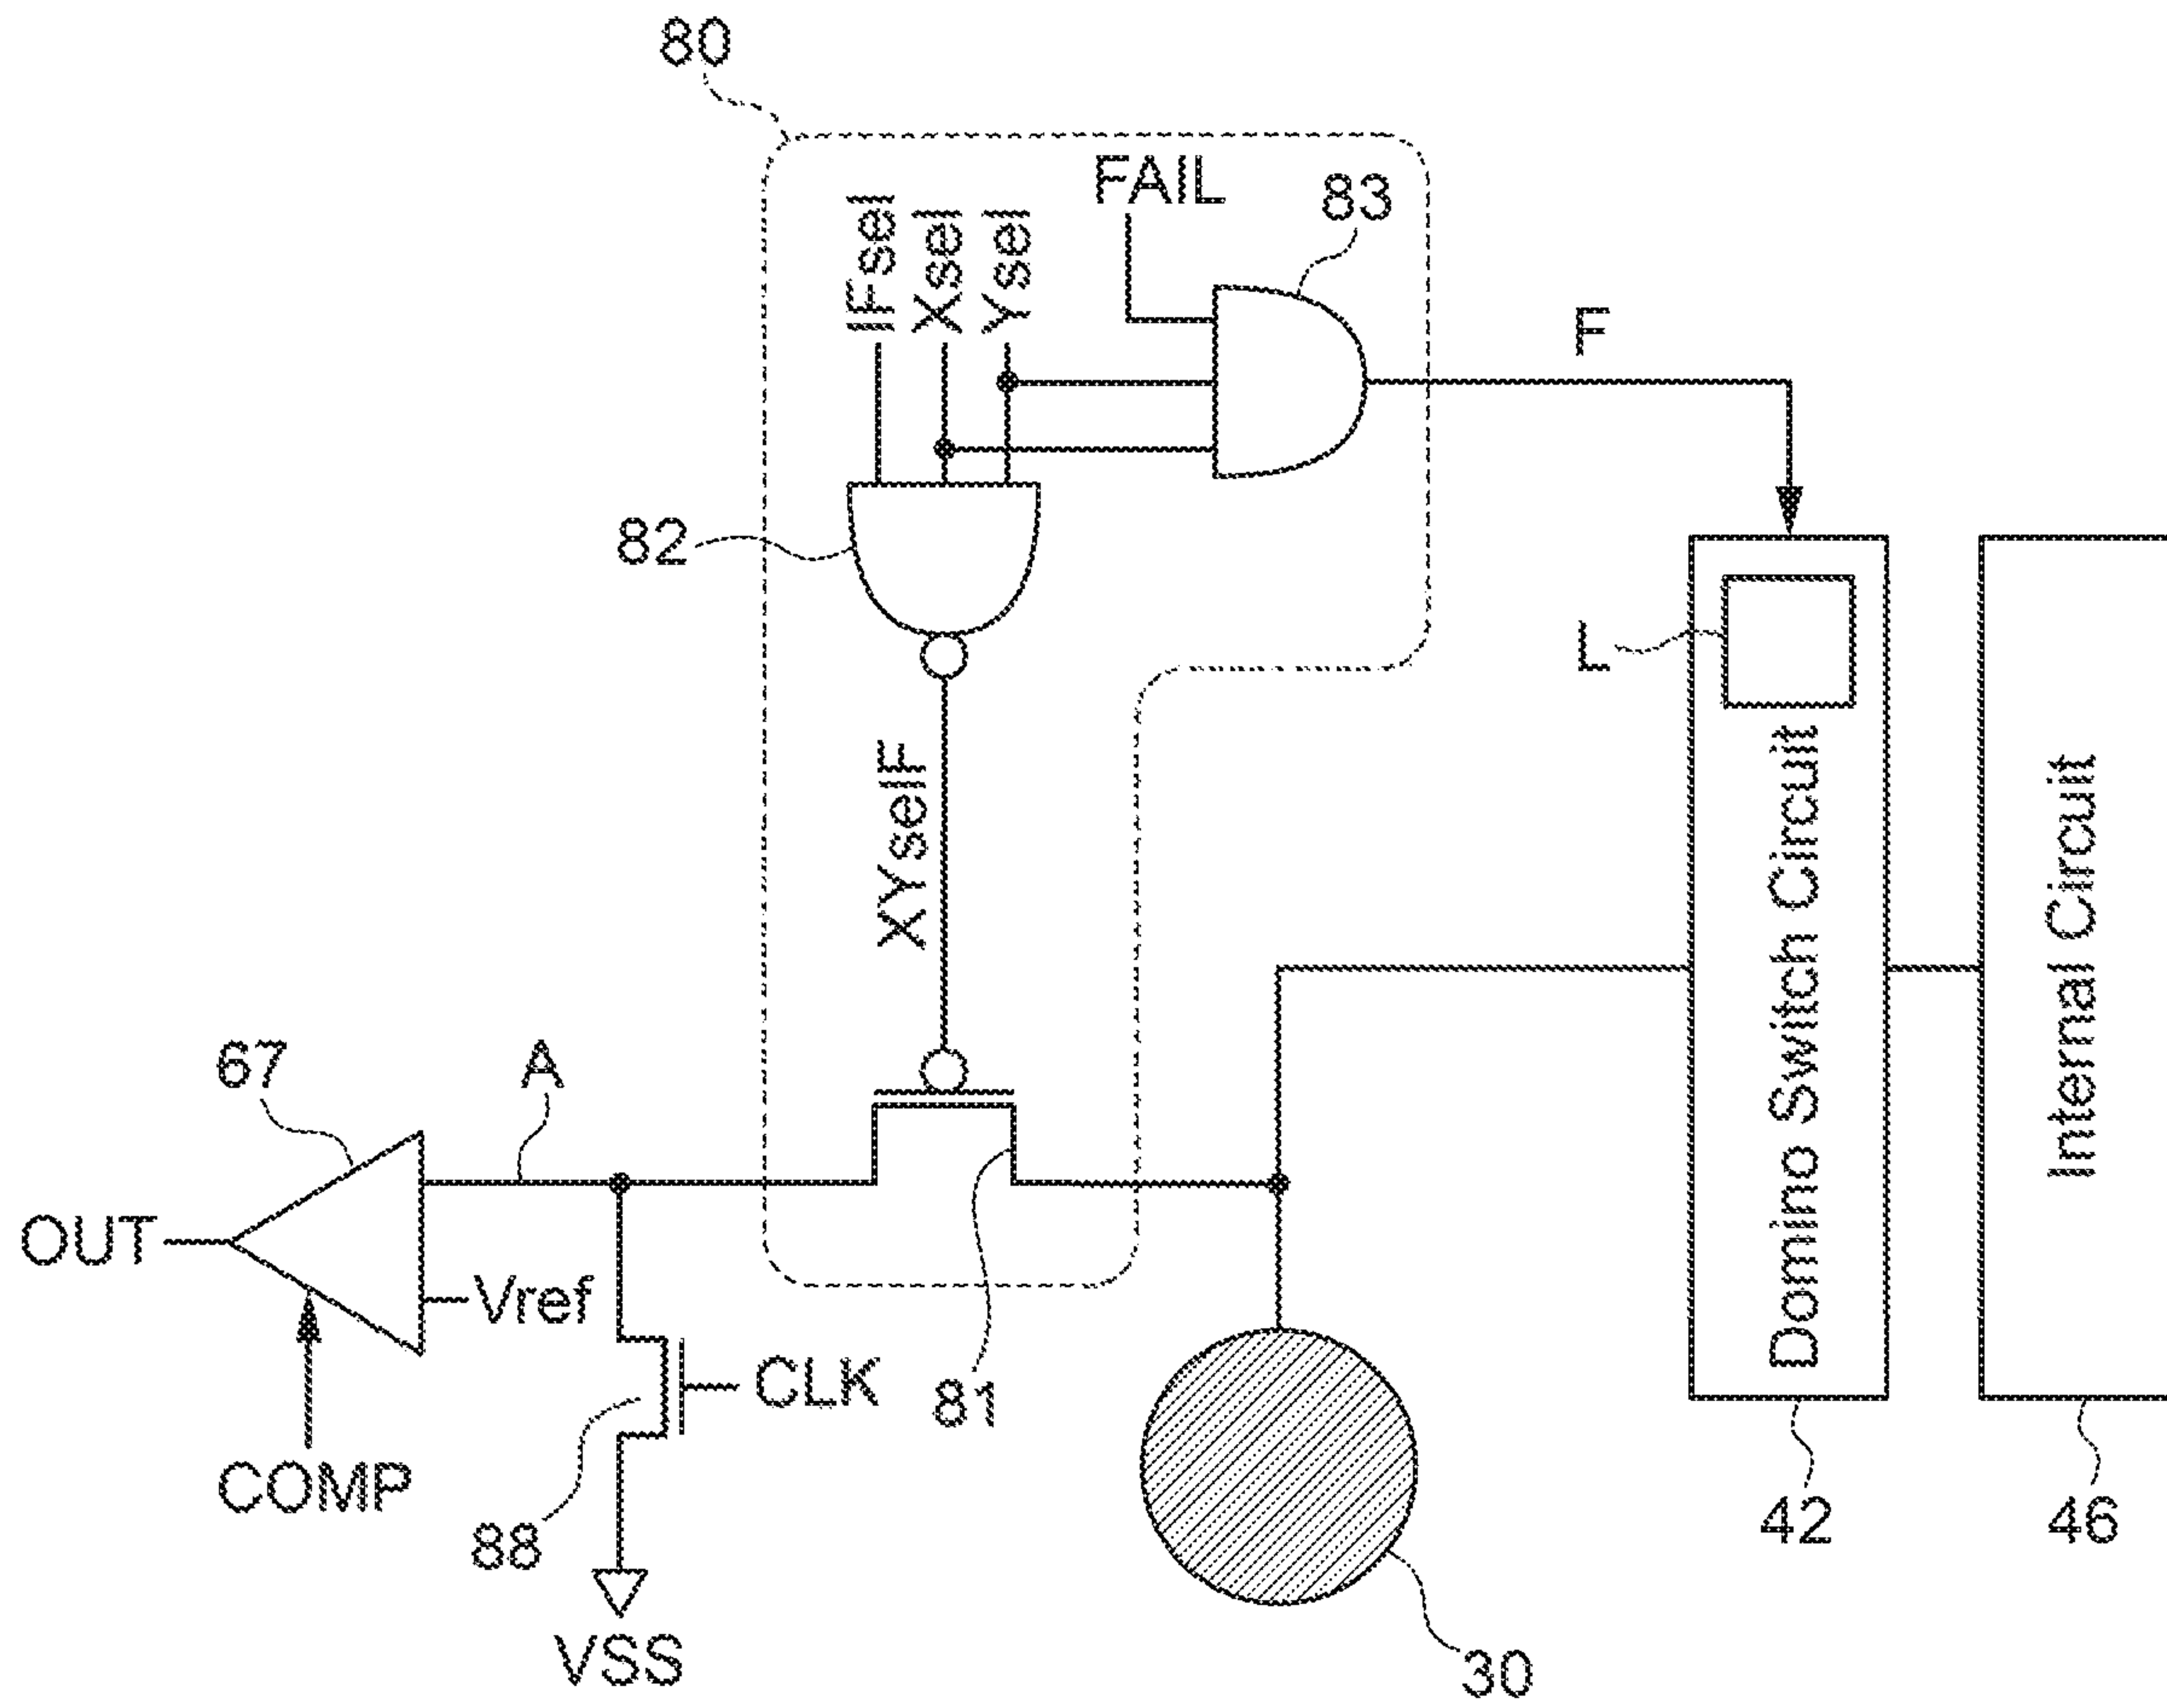 80
FAIL
83
IFsel
Xsel
Ysel
F
82
L
XYselF
Domino Switch Circuit
Internal Circuit
67
A
OUT
Vref
CLK
81
COMP
88
42
46
VSS
30